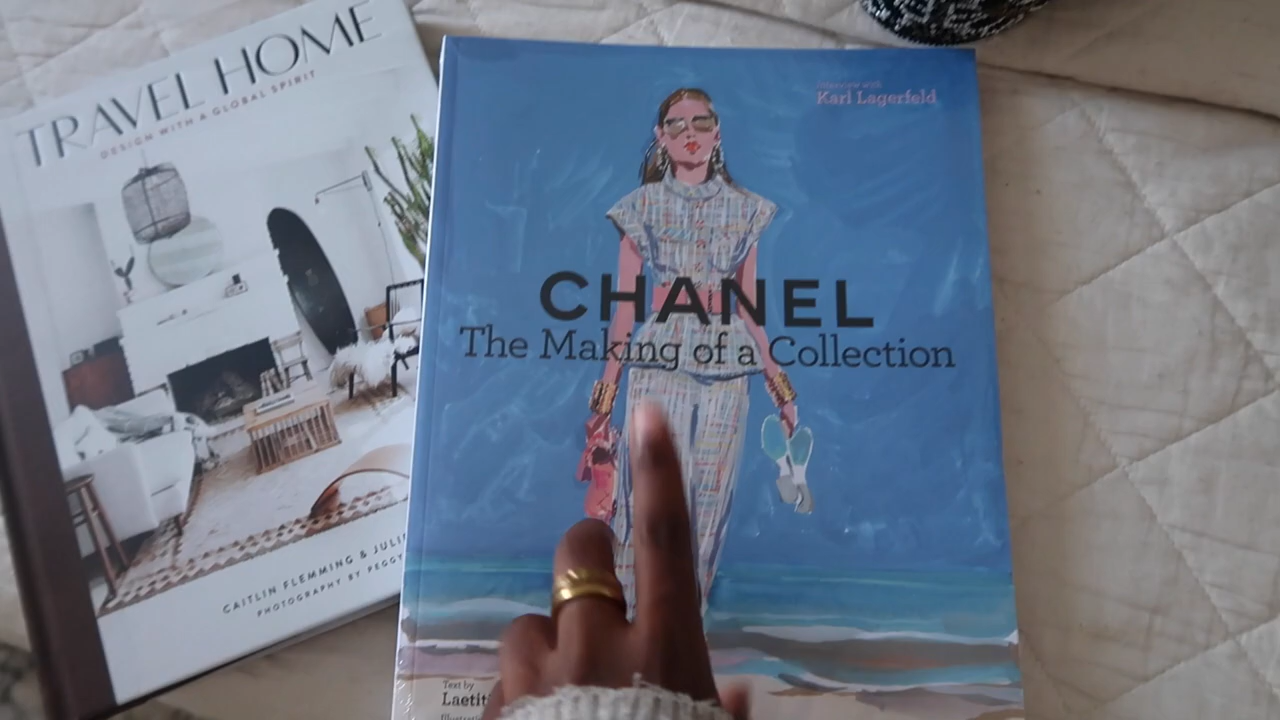 TRAVEL HOME
DESIGN WITH A GLOBAL SPIRIT
CAITLIN FLEMMING & JULI
PHOTOGRAPHY BY PEGGY
Interview with
Karl Lagerfeld
CHANEL
The Making of a Collection
Text by
Laetiti